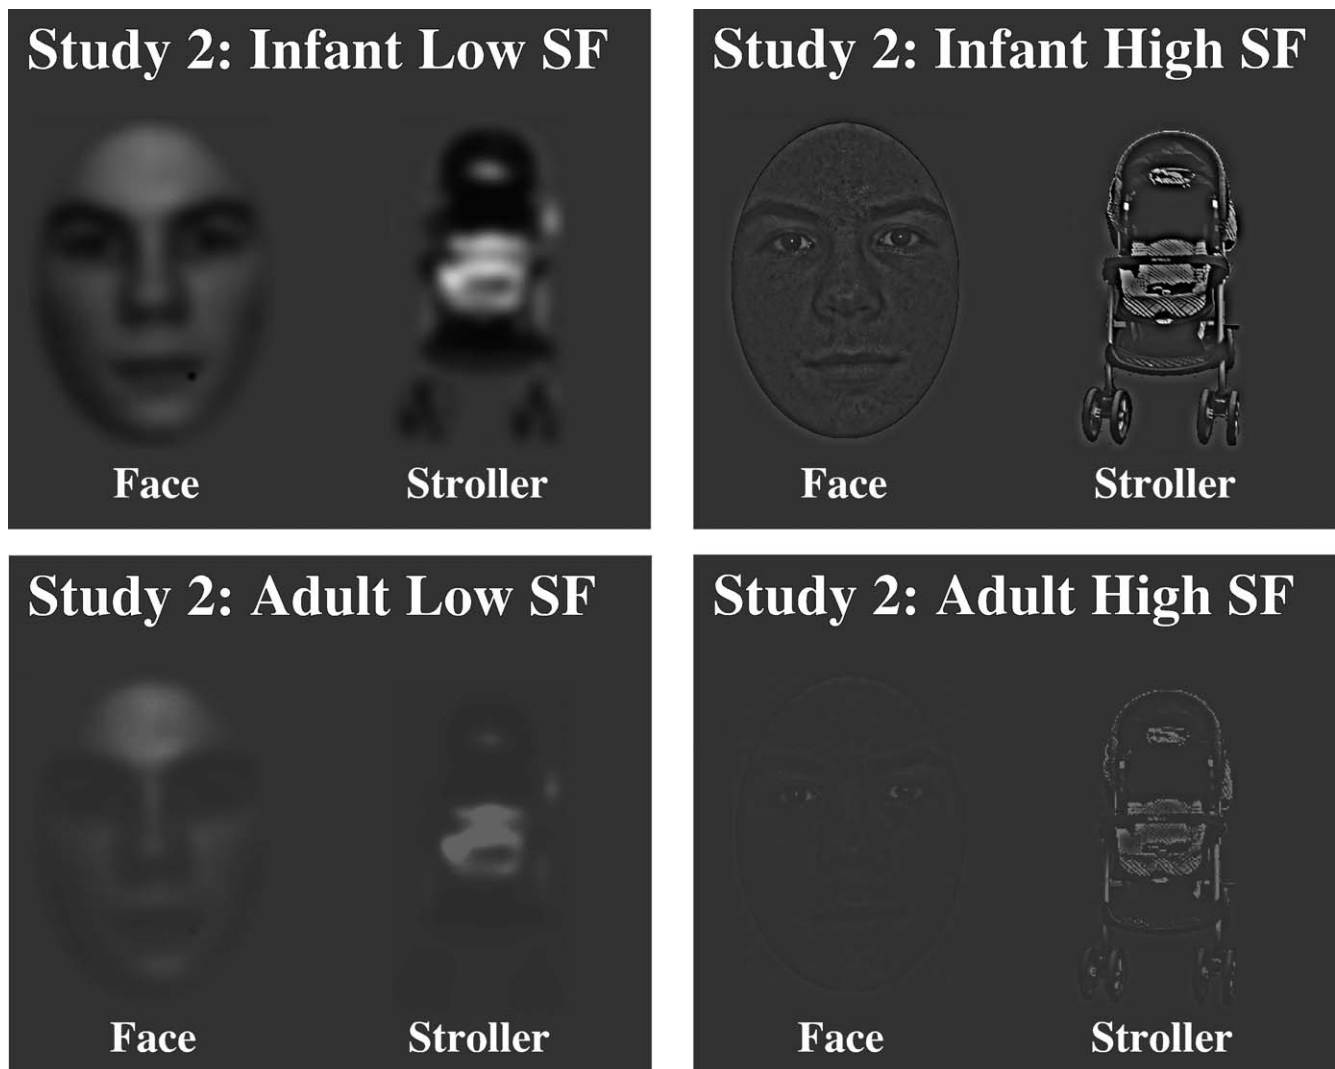 Study 2: Infant Low SF
Face
Stroller
Study 2: Infant High SF
Face
Stroller
Study 2: Adult Low SF
Face
Stroller
Study 2: Adult High SF
Face
Stroller